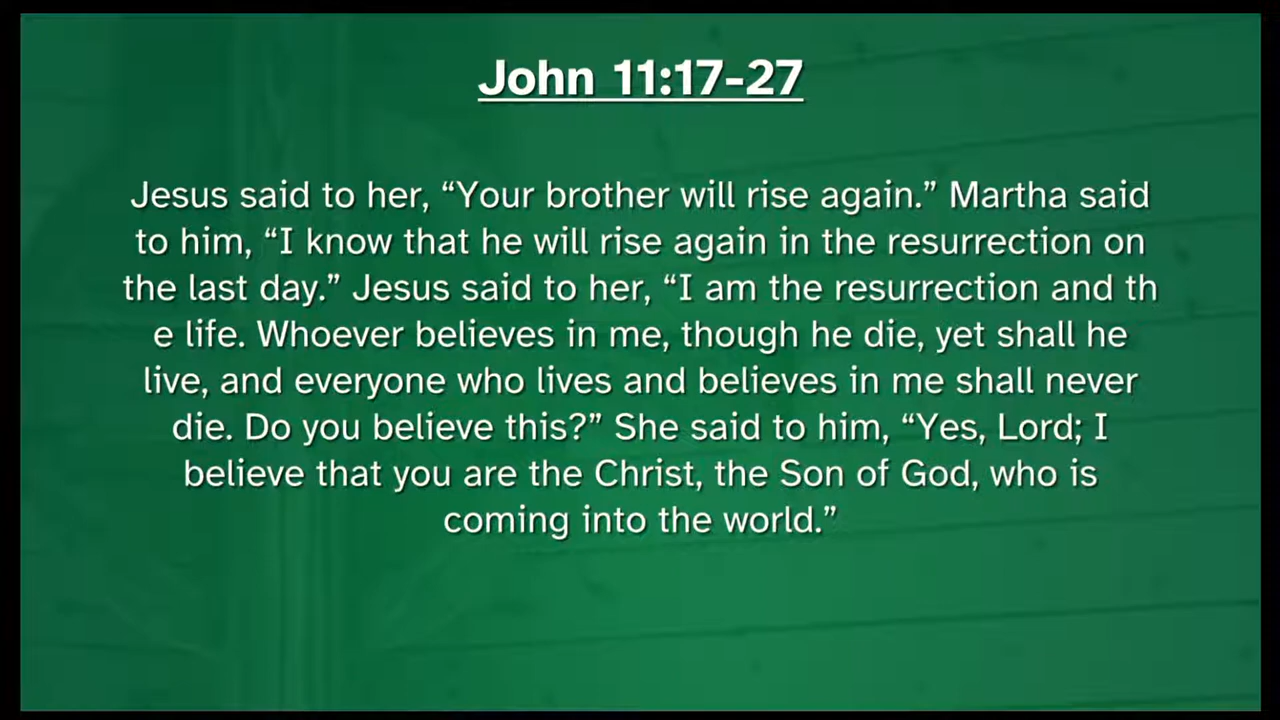 John 11:17-27
Jesus said to her, “Your brother will rise again.” Martha said
to him, “I know that he will rise again in the resurrection on
the last day.” Jesus said to her, “I am the resurrection and th
e life. Whoever believes in me, though he die, yet shall he
live, and everyone who lives and believes in me shall never
die. Do you believe this?” She said to him, “Yes, Lord; I
believe that you are the Christ, the Son of God, who is
coming into the world.”